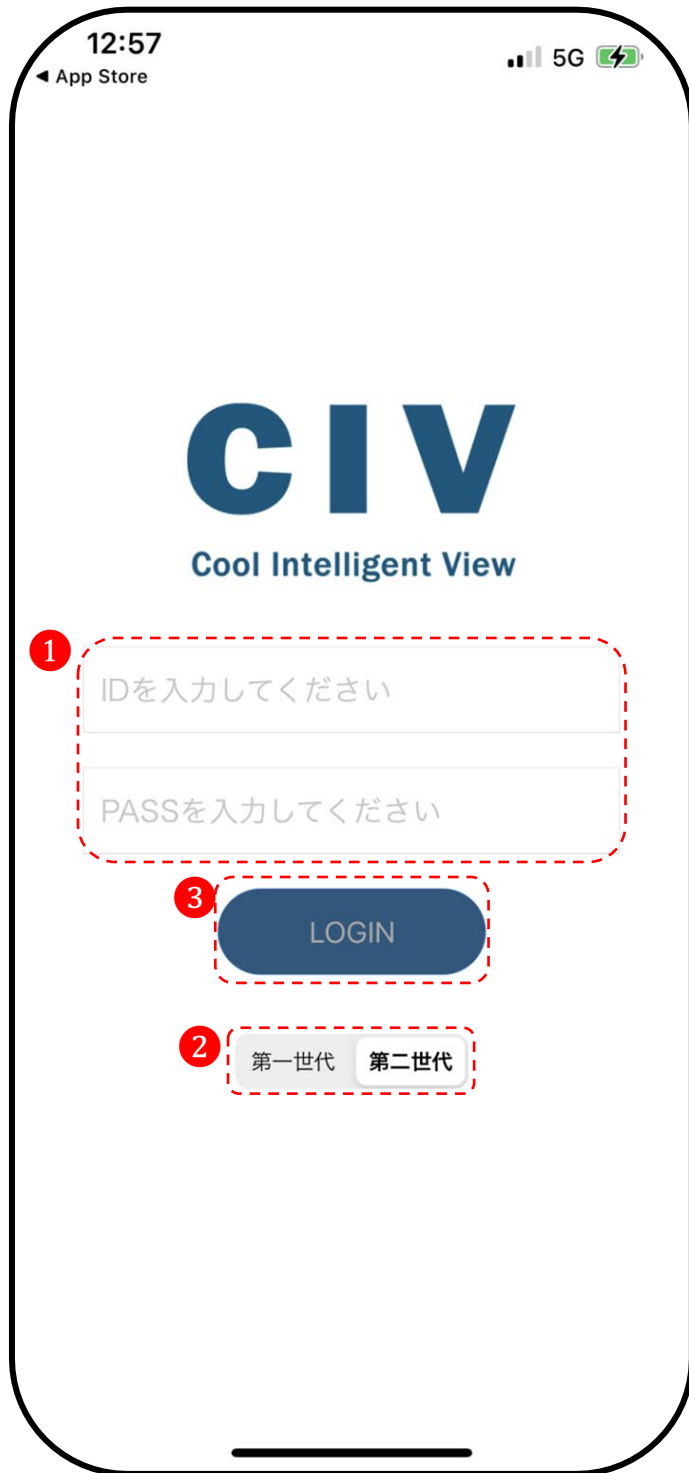 12:57
5G
◀ App Store
CIV
Cool Intelligent View
1
IDを入力してください
PASSを入力してください
3
LOGIN
2
第一世代 第二世代